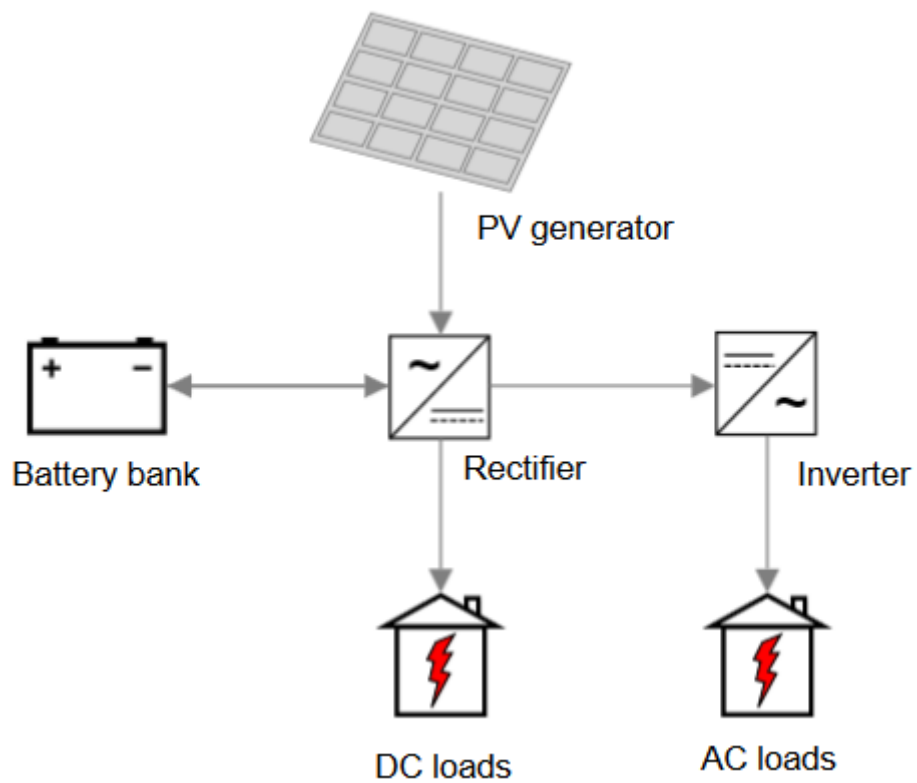 PV generator
+ −
~
~
Battery bank
Rectifier
Inverter
DC loads
AC loads